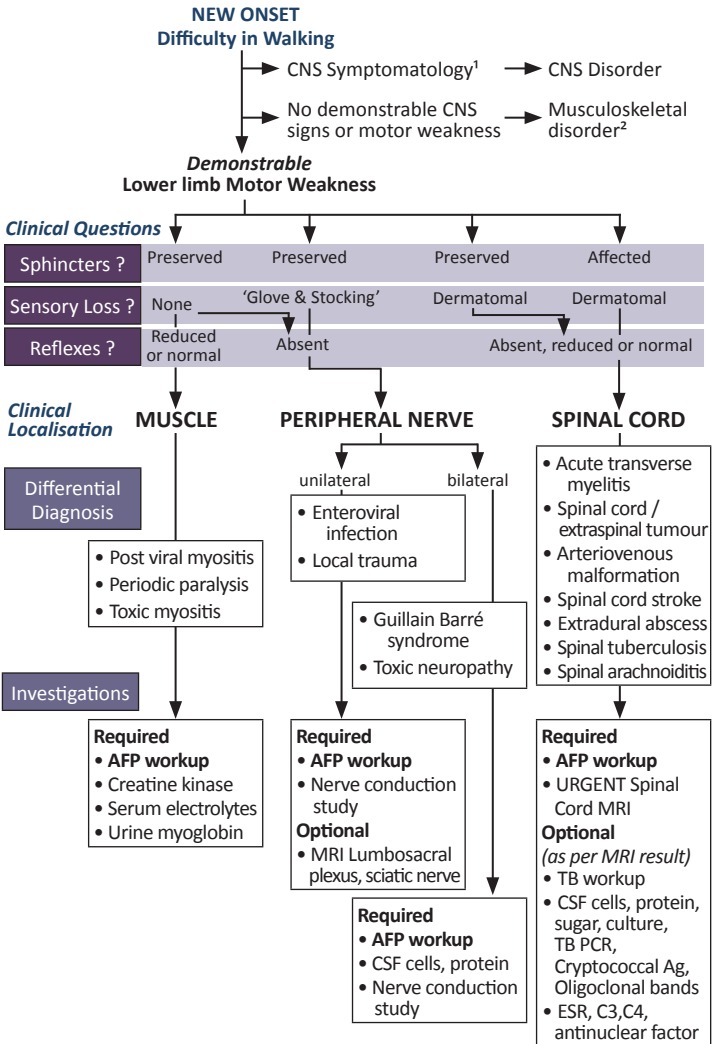 NEW ONSET
Difficulty in Walking
CNS Symptomatology¹
CNS Disorder
No demonstrable CNS
signs or motor weakness
Musculoskeletal
disorder²
Demonstrable
Lower limb Motor Weakness
Clinical Questions
Sphincters ?
Preserved
Preserved
Preserved
Affected
Sensory Loss ?
None
'Glove & Stocking'
Dermatomal
Dermatomal
Reflexes ?
Reduced
or normal
Absent
Absent, reduced or normal
Clinical
Localisation
MUSCLE
PERIPHERAL NERVE
SPINAL CORD
unilateral
bilateral
Differential
Diagnosis
• Post viral myositis
• Periodic paralysis
• Toxic myositis
• Enteroviral
infection
• Local trauma
• Guillain Barré
syndrome
• Toxic neuropathy
• Acute transverse
myelitis
• Spinal cord /
extraspinal tumour
• Arteriovenous
malformation
• Spinal cord stroke
• Extradural abscess
• Spinal tuberculosis
• Spinal arachnoiditis
Investigations
Required
• AFP workup
• Creatine kinase
• Serum electrolytes
• Urine myoglobin
Required
• AFP workup
• Nerve conduction
study
Optional
• MRI Lumbosacral
plexus, sciatic nerve
Required
• AFP workup
• CSF cells, protein
• Nerve conduction
study
Required
• AFP workup
• URGENT Spinal
Cord MRI
Optional
(as per MRI result)
• TB workup
• CSF cells, protein,
sugar, culture,
TB PCR,
Cryptococcal Ag,
Oligoclonal bands
• ESR, C3,C4,
antinuclear factor